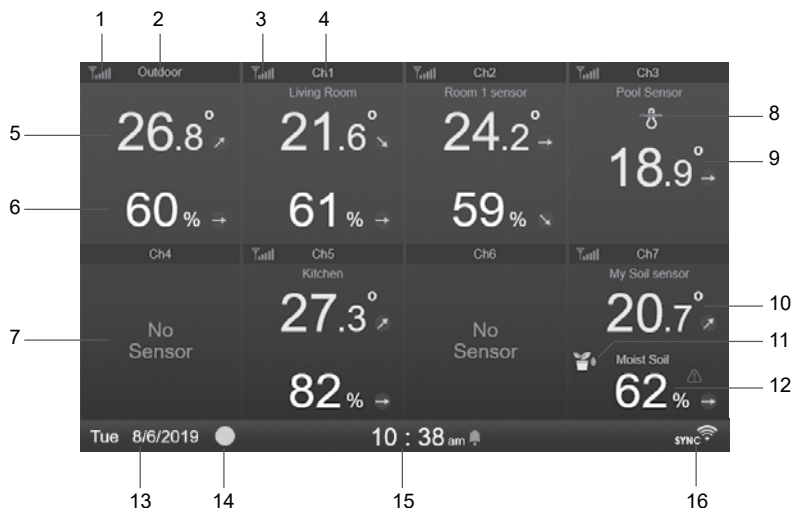 1 2 3 4
Outdoor Ch1 Ch2 Ch3
Living Room Room 1 sensor Pool Sensor
8
5 26.8° 21.6° 24.2°
18.9° 9
6 60% 61% 59%
Ch4 Ch5 Ch6 Ch7
Kitchen My Soil sensor
27.3° 20.7° 10
7 No Sensor No Sensor
11
Moist Soil
82% 62% 12
Tue 8/6/2019 10 : 38 am SYNC
13 14 15 16